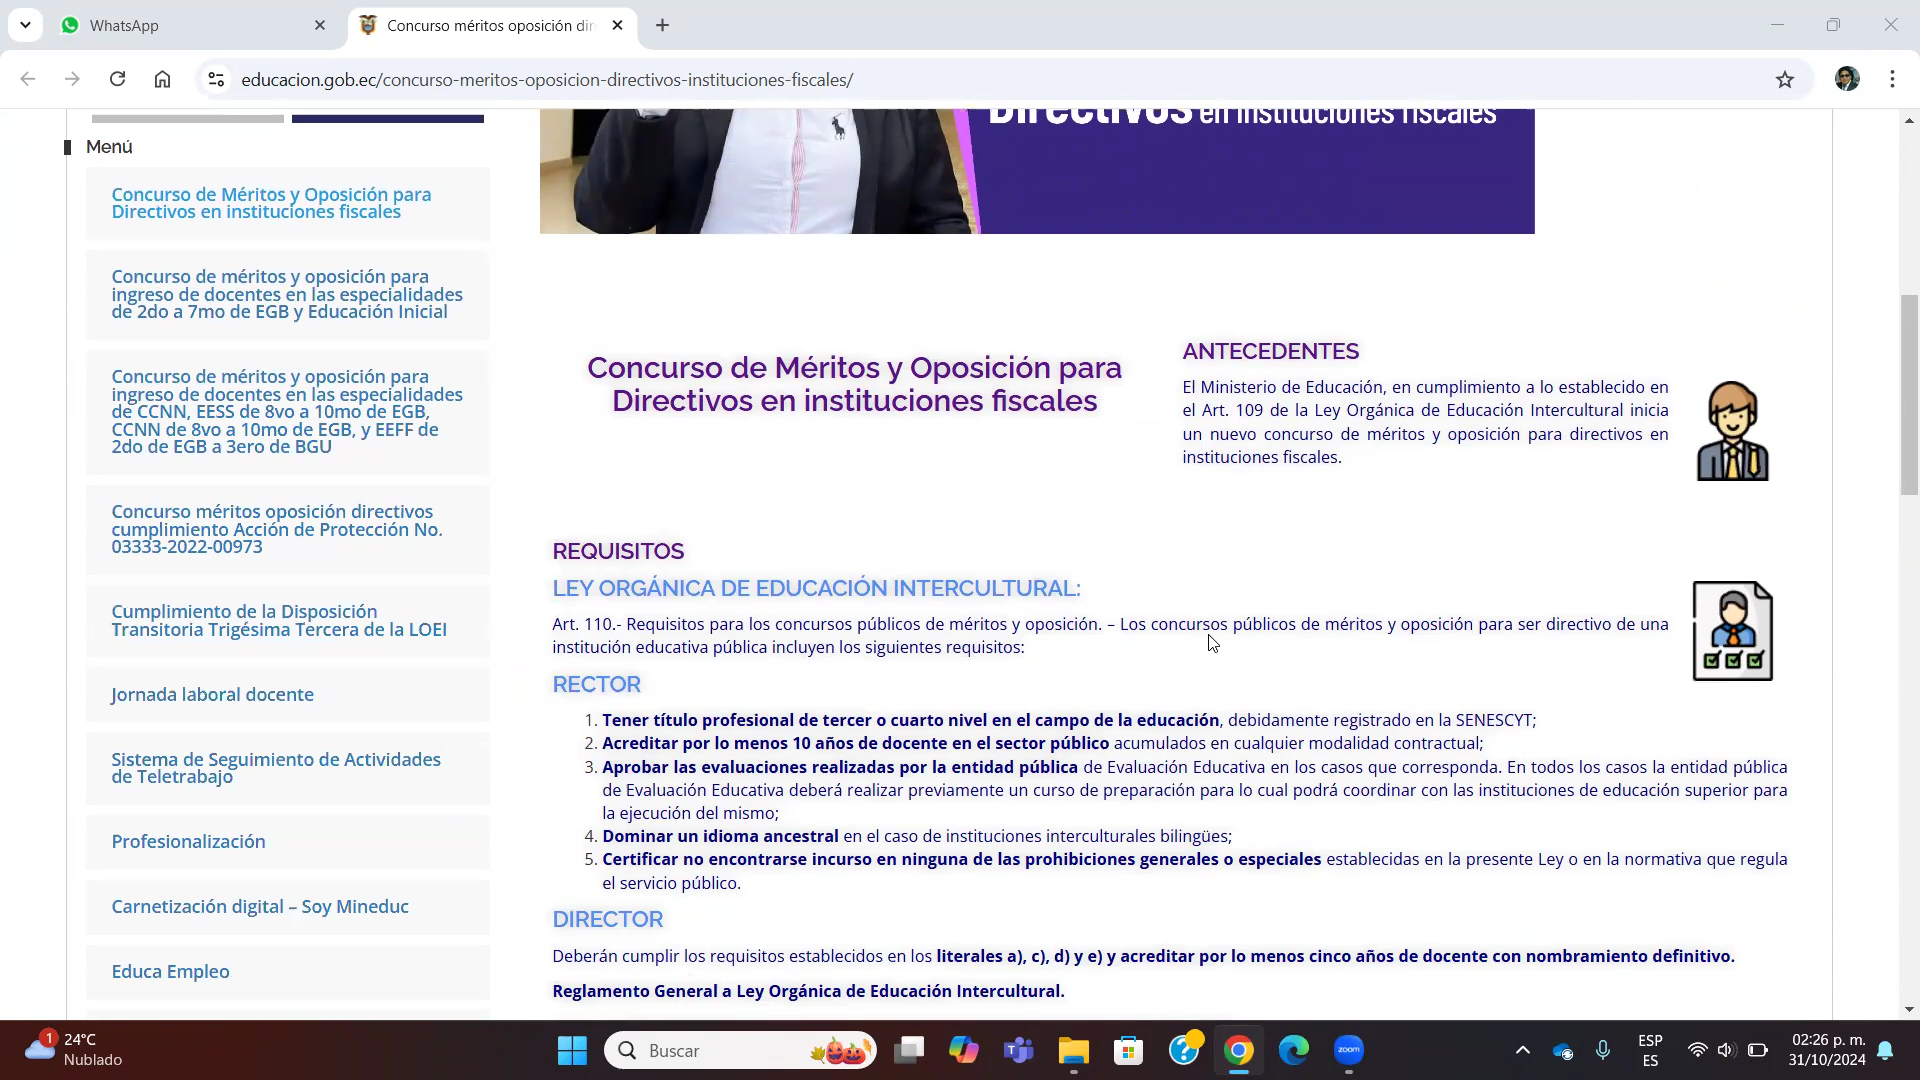 WhatsApp
Concurso méritos oposición dir
educacion.gob.ec/concurso-meritos-oposicion-directivos-instituciones-fiscales/
Directivos en instituciones fiscales
Menú
Concurso de Méritos y Oposición para
Directivos en instituciones fiscales
Concurso de méritos y oposición para
ingreso de docentes en las especialidades
de 2do a 7mo de EGB y Educación Inicial
Concurso de méritos y oposición para
ingreso de docentes en las especialidades
de CCNN, EESS de 8vo a 10mo de EGB,
CCNN de 8vo a 10mo de EGB, y EEFF de
2do de EGB a 3ero de BGU
Concurso méritos oposición directivos
cumplimiento Acción de Protección No.
03333-2022-00973
Cumplimiento de la Disposición
Transitoria Trigésima Tercera de la LOEI
Jornada laboral docente
Sistema de Seguimiento de Actividades
de Teletrabajo
Profesionalización
Carnetización digital – Soy Mineduc
Educa Empleo
Concurso de Méritos y Oposición para
Directivos en instituciones fiscales
ANTECEDENTES
El Ministerio de Educación, en cumplimiento a lo establecido en
el Art. 109 de la Ley Orgánica de Educación Intercultural inicia
un nuevo concurso de méritos y oposición para directivos en
instituciones fiscales.
REQUISITOS
LEY ORGÁNICA DE EDUCACIÓN INTERCULTURAL:
Art. 110.- Requisitos para los concursos públicos de méritos y oposición. – Los concursos públicos de méritos y oposición para ser directivo de una
institución educativa pública incluyen los siguientes requisitos:
RECTOR
1. Tener título profesional de tercer o cuarto nivel en el campo de la educación, debidamente registrado en la SENESCYT;
2. Acreditar por lo menos 10 años de docente en el sector público acumulados en cualquier modalidad contractual;
3. Aprobar las evaluaciones realizadas por la entidad pública de Evaluación Educativa en los casos que corresponda. En todos los casos la entidad pública
de Evaluación Educativa deberá realizar previamente un curso de preparación para lo cual podrá coordinar con las instituciones de educación superior para
la ejecución del mismo;
4. Dominar un idioma ancestral en el caso de instituciones interculturales bilingües;
5. Certificar no encontrarse incurso en ninguna de las prohibiciones generales o especiales establecidas en la presente Ley o en la normativa que regula
el servicio público.
DIRECTOR
Deberán cumplir los requisitos establecidos en los literales a), c), d) y e) y acreditar por lo menos cinco años de docente con nombramiento definitivo.
Reglamento General a Ley Orgánica de Educación Intercultural.
1
24°C
Nublado
Buscar
zoom
ESP
ES
02:26 p. m.
31/10/2024